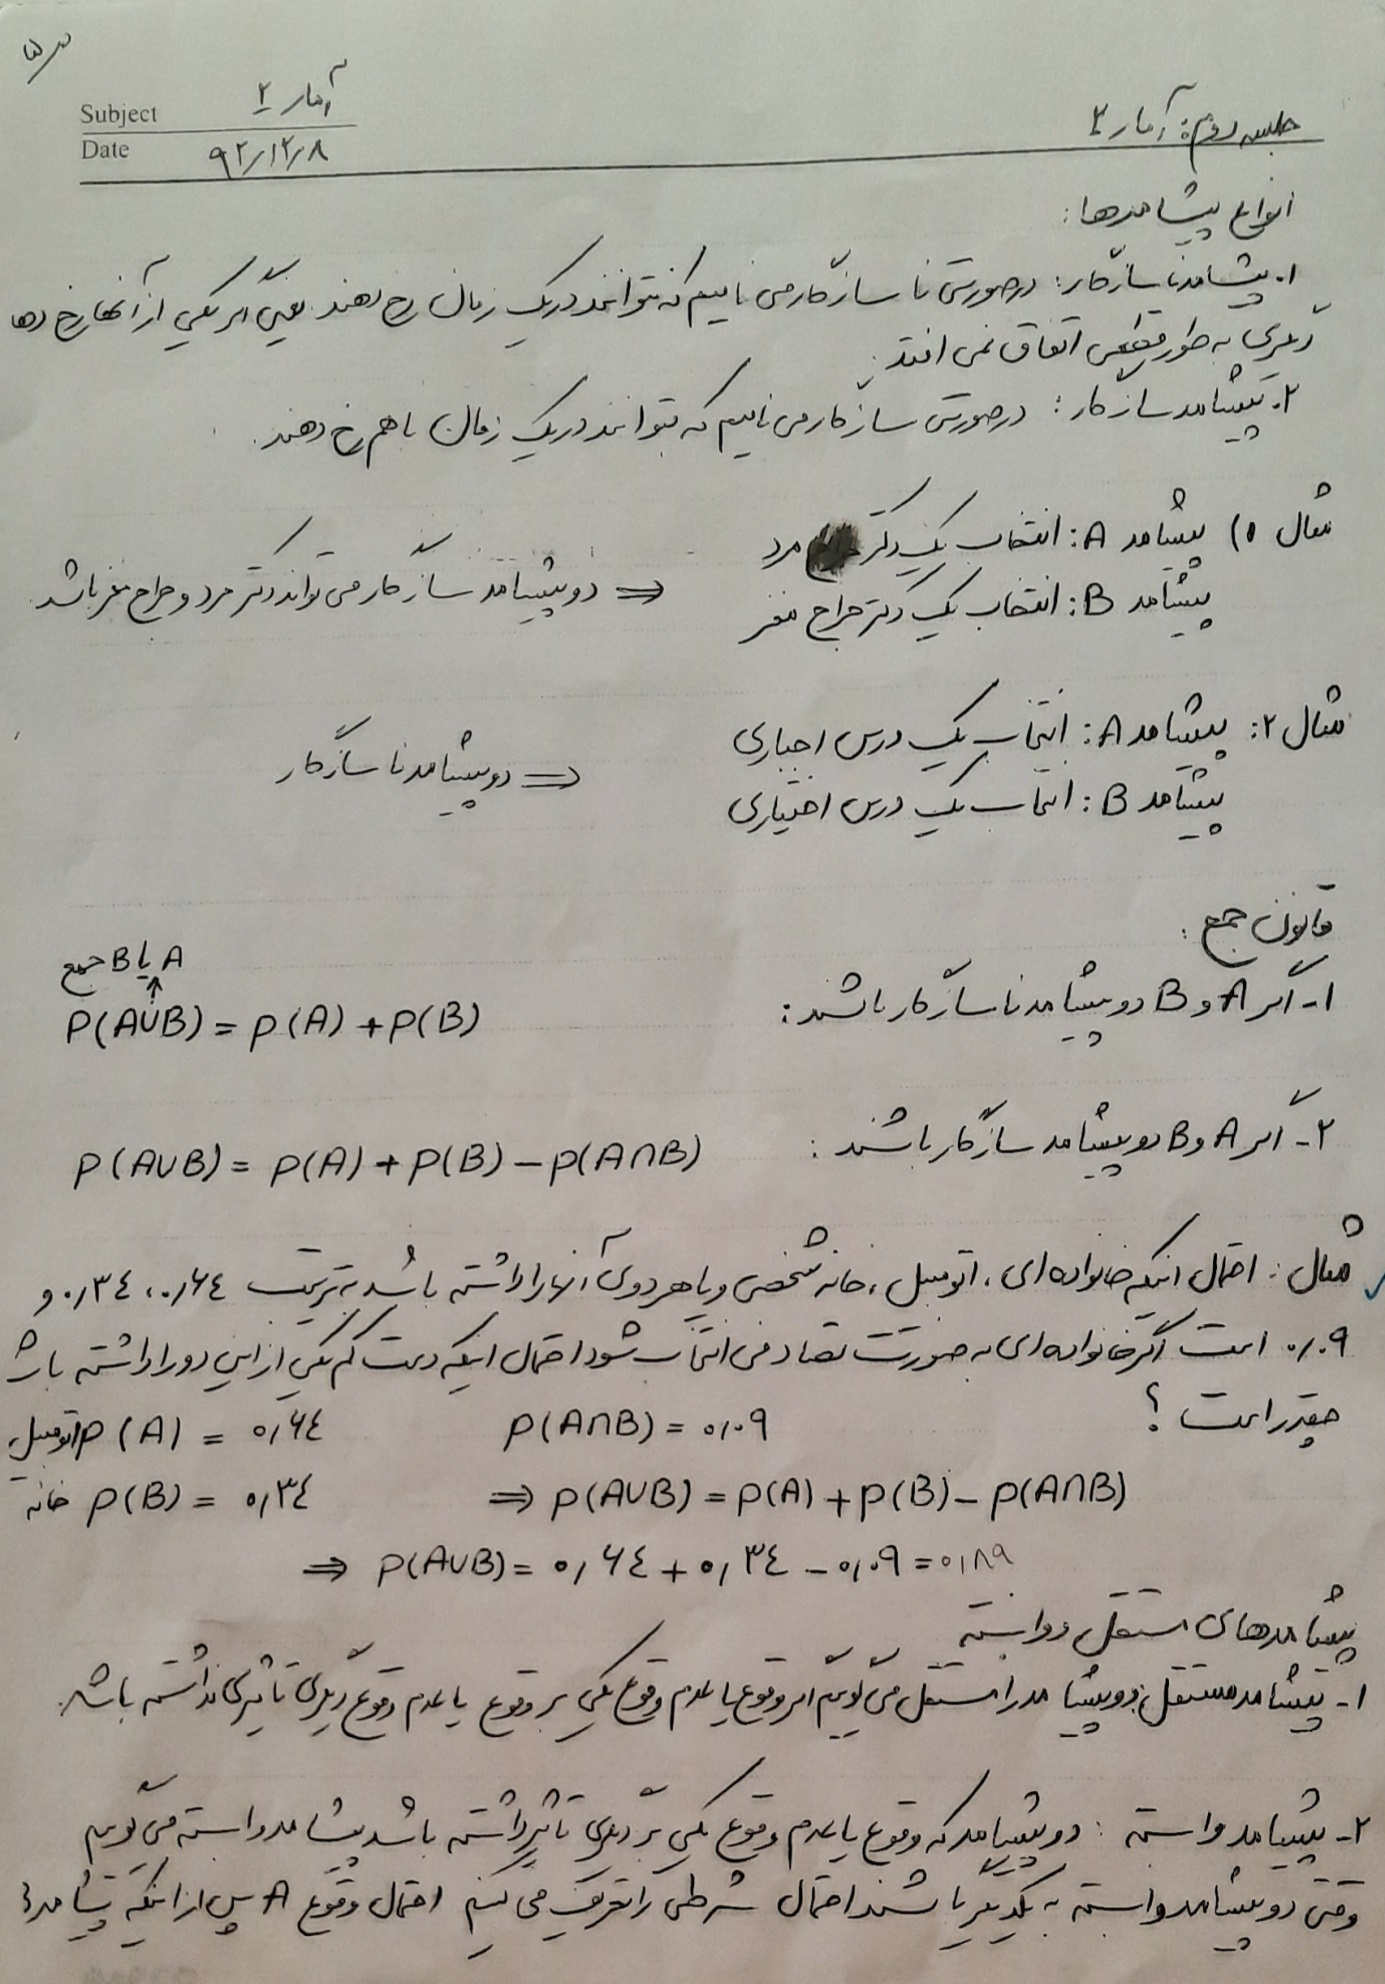 ص۵
Subject آمار ۲
Date ۹۲/۱۲/۸
جلسه دوم: آمار ۲
انواع پیشامدها:
۱- پیشامد ناسازگار: درصورتی ناسازگار می نامیم که نتوانند در یک زمان رخ دهند یعنی اگر یکی از آنها رخ دهد
دیگری به طور قطعی اتفاق نمی افتد.
۲- پیشامد سازگار: درصورتی سازگار می نامیم که بتوانند در یک زمان با هم رخ دهند.
مثال ۱) پیشامد A: انتخاب یک دکتر مرد
پیشامد B: انتخاب یک دکتر جراح مغز
⇒ دو پیشامد سازگار می تواند دکتر مرد و جراح مغز باشد.
مثال ۲: پیشامد A: انتخاب یک درس اجباری
پیشامد B: انتخاب یک درس اختیاری
⇒ دو پیشامد ناسازگار
قانون جمع:
A یا B جمع
۱- اگر A و B دو پیشامد ناسازگار باشند: P(A∪B) = P(A) + P(B)
۲- اگر A و B دو پیشامد سازگار باشند: P(A∪B) = P(A) + P(B) − P(A∩B)
مثال: احتمال اینکه خانواده ای، اتومبیل، خانه شخصی و یا هر دوی آنها را داشته باشد به ترتیب ۰/۶۴، ۰/۳۴ و
۰/۰۹ است اگر خانواده ای به صورت تصادفی انتخاب شود احتمال اینکه دست کم یکی از این دو را داشته باشد
چقدر است؟
اتومبیل P(A) = ۰/۶۴ P(A∩B) = ۰/۰۹
خانه P(B) = ۰/۳۴ ⇒ P(A∪B) = P(A) + P(B) − P(A∩B)
⇒ P(A∪B) = ۰/۶۴ + ۰/۳۴ − ۰/۰۹ = ۰/۸۹
پیشامدهای مستقل و وابسته
۱- پیشامد مستقل: دو پیشامد را مستقل می گوییم اگر وقوع یا عدم وقوع یکی بر وقوع یا عدم وقوع دیگری تاثیری نداشته باشد.
۲- پیشامد وابسته: دو پیشامد که وقوع یا عدم وقوع یکی بر دیگری تاثیر داشته باشد پیشامد وابسته می گوییم
وقتی دو پیشامد وابسته به یکدیگر باشند احتمال شرطی را تعریف می کنیم احتمال وقوع A پس از اینکه پیشامد